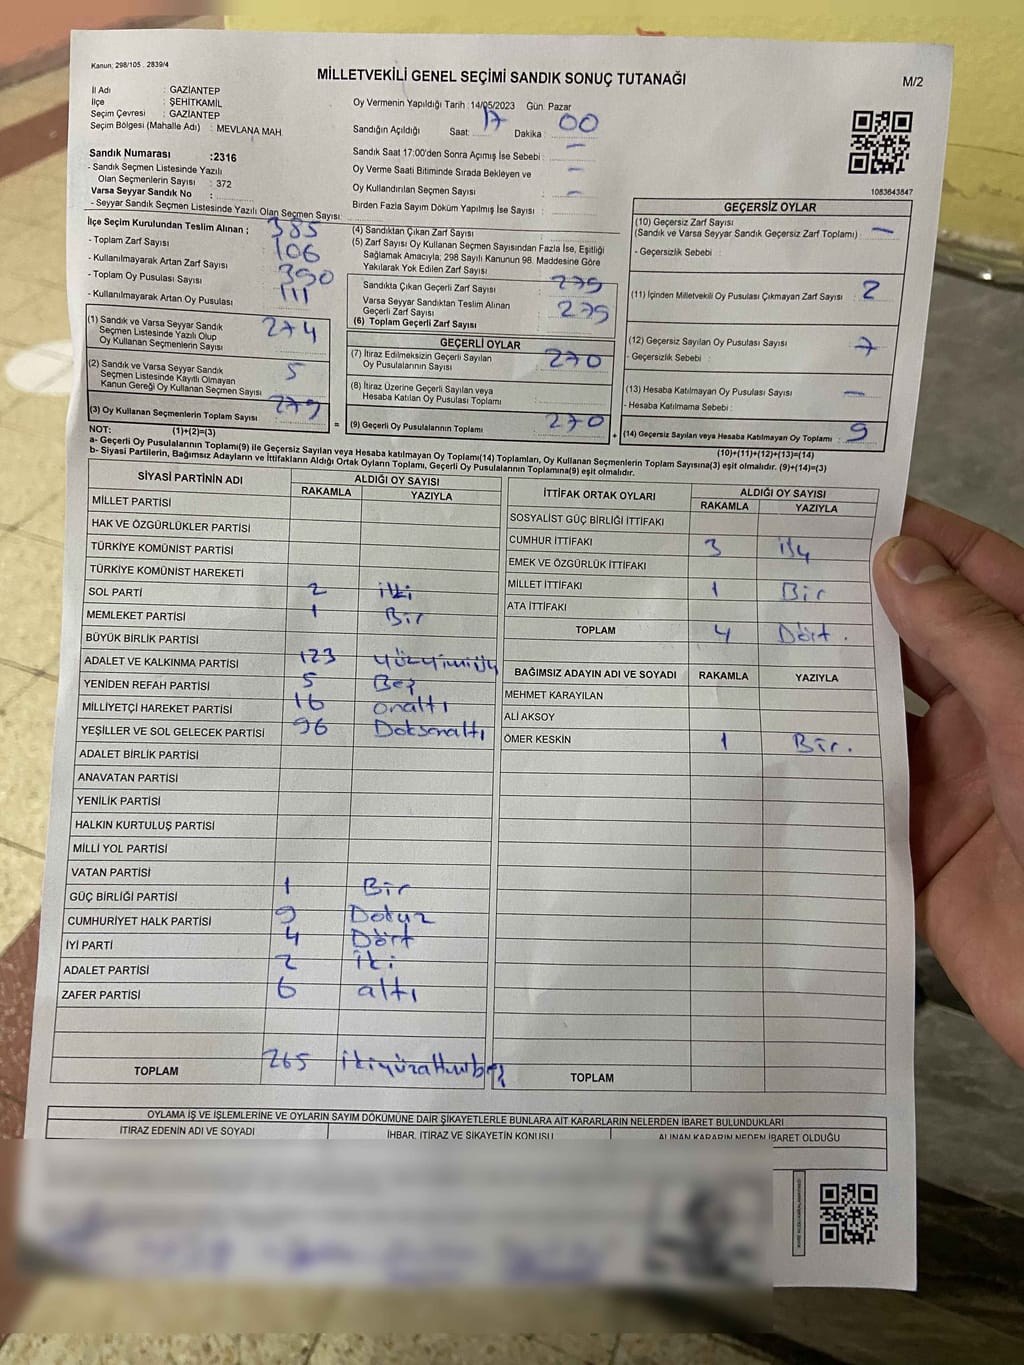 Kanun; 298/105 . 2839/4
MİLLETVEKİLİ GENEL SEÇİMİ SANDIK SONUÇ TUTANAĞI
M/2
İl Adı : GAZİANTEP
İlçe : ŞEHİTKAMİL
Seçim Çevresi : GAZİANTEP
Seçim Bölgesi (Mahalle Adı) : MEVLANA MAH
Sandık Numarası :2316
- Sandık Seçmen Listesinde Yazılı
Olan Seçmenlerin Sayısı : 372
Varsa Seyyar Sandık No :
- Seyyar Sandık Seçmen Listesinde Yazılı Olan Seçmen Sayısı:
Oy Vermenin Yapıldığı Tarih :14/05/2023 Gün: Pazar
Sandığın Açıldığı Saat: 17 Dakika : 00
Sandık Saat 17:00'den Sonra Açımış İse Sebebi : –
Oy Verme Saati Bitiminde Sırada Bekleyen ve –
Oy Kullandırılan Seçmen Sayısı –
Birden Fazla Sayım Döküm Yapılmış İse Sayısı :
1083643847
İlçe Seçim Kurulundan Teslim Alınan ;
- Toplam Zarf Sayısı 385
- Kullanılmayarak Artan Zarf Sayısı 106
- Toplam Oy Pusulası Sayısı 390
- Kullanılmayarak Artan Oy Pusulası 111
(1) Sandık ve Varsa Seyyar Sandık
Seçmen Listesinde Yazılı Olup
Oy Kullanan Seçmenlerin Sayısı 274
(2) Sandık ve Varsa Seyyar Sandık
Seçmen Listesinde Kayıtlı Olmayan
Kanun Gereği Oy Kullanan Seçmen Sayısı 5
(3) Oy Kullanan Seçmenlerin Toplam Sayısı 279
(4) Sandıktan Çıkan Zarf Sayısı
(5) Zarf Sayısı Oy Kullanan Seçmen Sayısından Fazla İse, Eşitliği
Sağlamak Amacıyla; 298 Sayılı Kanunun 98. Maddesine Göre
Yakılarak Yok Edilen Zarf Sayısı
Sandıkta Çıkan Geçerli Zarf Sayısı 279
Varsa Seyyar Sandıktan Teslim Alınan
Geçerli Zarf Sayısı 279
(6) Toplam Geçerli Zarf Sayısı
GEÇERLİ OYLAR
(7) İtiraz Edilmeksizin Geçerli Sayılan
Oy Pusulalarının Sayısı 270
(8) İtiraz Üzerine Geçerli Sayılan veya
Hesaba Katılan Oy Pusulası Toplamı
= (9) Geçerli Oy Pusulalarının Toplamı 270 +
GEÇERSİZ OYLAR
(10) Geçersiz Zarf Sayısı
(Sandık ve Varsa Seyyar Sandık Geçersiz Zarf Toplamı) –
- Geçersizlik Sebebi :
(11) İçinden Milletvekili Oy Pusulası Çıkmayan Zarf Sayısı 2
(12) Geçersiz Sayılan Oy Pusulası Sayısı 7
- Geçersizlik Sebebi :
(13) Hesaba Katılmayan Oy Pusulası Sayısı –
- Hesaba Katılmama Sebebi :
(14) Geçersiz Sayılan veya Hesaba Katılmayan Oy Toplamı 9
NOT: (1)+(2)=(3)
(10)+(11)+(12)+(13)=(14)
a- Geçerli Oy Pusulalarının Toplamı(9) ile Geçersiz Sayılan veya Hesaba Katılmayan Oy Toplamı(14) Toplamları, Oy Kullanan Seçmenlerin Toplam Sayısına(3) eşit olmalıdır. (9)+(14)=(3)
b- Siyasi Partilerin, Bağımsız Adayların ve İttifakların Aldığı Ortak Oyların Toplamı, Geçerli Oy Pusulalarının Toplamına(9) eşit olmalıdır.
SİYASİ PARTİNİN ADI ALDIĞI OY SAYISI
RAKAMLA YAZIYLA
MİLLET PARTİSİ
HAK VE ÖZGÜRLÜKLER PARTİSİ
TÜRKİYE KOMÜNİST PARTİSİ
TÜRKİYE KOMÜNİST HAREKETİ
SOL PARTİ 2 iki
MEMLEKET PARTİSİ 1 Bir
BÜYÜK BİRLİK PARTİSİ
ADALET VE KALKINMA PARTİSİ 123
YENİDEN REFAH PARTİSİ 5 Beş
MİLLİYETÇİ HAREKET PARTİSİ 16 onaltı
YEŞİLLER VE SOL GELECEK PARTİSİ 96 Doksanaltı
ADALET BİRLİK PARTİSİ
ANAVATAN PARTİSİ
YENİLİK PARTİSİ
HALKIN KURTULUŞ PARTİSİ
MİLLİ YOL PARTİSİ
VATAN PARTİSİ
GÜÇ BİRLİĞİ PARTİSİ 1 Bir
CUMHURİYET HALK PARTİSİ 9 Dokuz
İYİ PARTİ 4 Dört
ADALET PARTİSİ 2 iki
ZAFER PARTİSİ 6 altı
TOPLAM 265
İTTİFAK ORTAK OYLARI ALDIĞI OY SAYISI
RAKAMLA YAZIYLA
SOSYALİST GÜÇ BİRLİĞİ İTTİFAKI
CUMHUR İTTİFAKI 3
EMEK VE ÖZGÜRLÜK İTTİFAKI
MİLLET İTTİFAKI 1 Bir
ATA İTTİFAKI
TOPLAM 4 Dört .
BAĞIMSIZ ADAYIN ADI VE SOYADI RAKAMLA YAZIYLA
MEHMET KARAYILAN
ALİ AKSOY
ÖMER KESKİN 1 Bir.
TOPLAM
OYLAMA İŞ VE İŞLEMLERİNE VE OYLARIN SAYIM DÖKÜMÜNE DAİR ŞİKAYETLERLE BUNLARA AİT KARARLARIN NELERDEN İBARET BULUNDUKLARI
İTİRAZ EDENİN ADI VE SOYADI İHBAR, İTİRAZ VE ŞİKAYETİN KONUSU ALINAN KARARIN NEDEN İBARET OLDUĞU